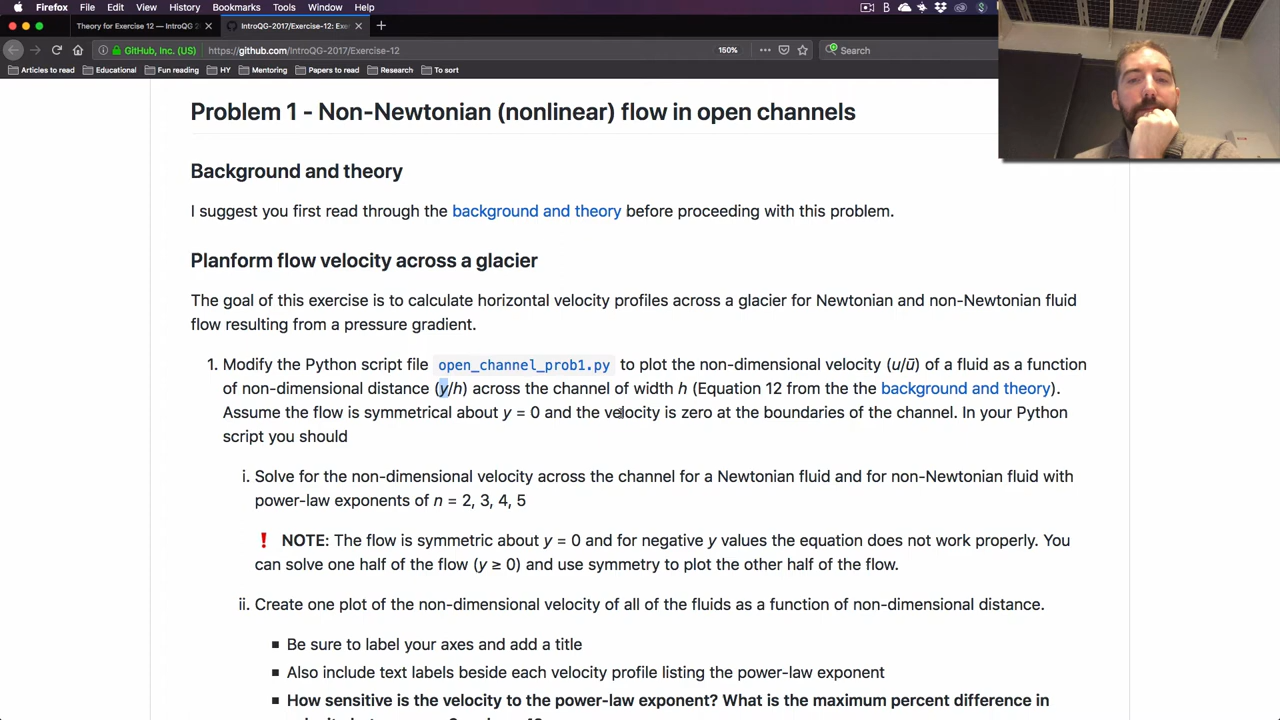 Firefox File Edit View History Bookmarks Tools Window Help
Theory for Exercise 12 — IntroQG IntroQG-2017/Exercise-12: Exe
GitHub, Inc. (US) https://github.com/IntroQG-2017/Exercise-12 150% Search
Articles to read Educational Fun reading HY Mentoring Papers to read Research To sort
Problem 1 - Non-Newtonian (nonlinear) flow in open channels
Background and theory
I suggest you first read through the background and theory before proceeding with this problem.
Planform flow velocity across a glacier
The goal of this exercise is to calculate horizontal velocity profiles across a glacier for Newtonian and non-Newtonian fluid
flow resulting from a pressure gradient.
1. Modify the Python script file open_channel_prob1.py to plot the non-dimensional velocity (u/ū) of a fluid as a function
of non-dimensional distance (y/h) across the channel of width h (Equation 12 from the the background and theory).
Assume the flow is symmetrical about y = 0 and the velocity is zero at the boundaries of the channel. In your Python
script you should
i. Solve for the non-dimensional velocity across the channel for a Newtonian fluid and for non-Newtonian fluid with
power-law exponents of n = 2, 3, 4, 5
❗ NOTE: The flow is symmetric about y = 0 and for negative y values the equation does not work properly. You
can solve one half of the flow (y ≥ 0) and use symmetry to plot the other half of the flow.
ii. Create one plot of the non-dimensional velocity of all of the fluids as a function of non-dimensional distance.
■ Be sure to label your axes and add a title
■ Also include text labels beside each velocity profile listing the power-law exponent
■ How sensitive is the velocity to the power-law exponent? What is the maximum percent difference in